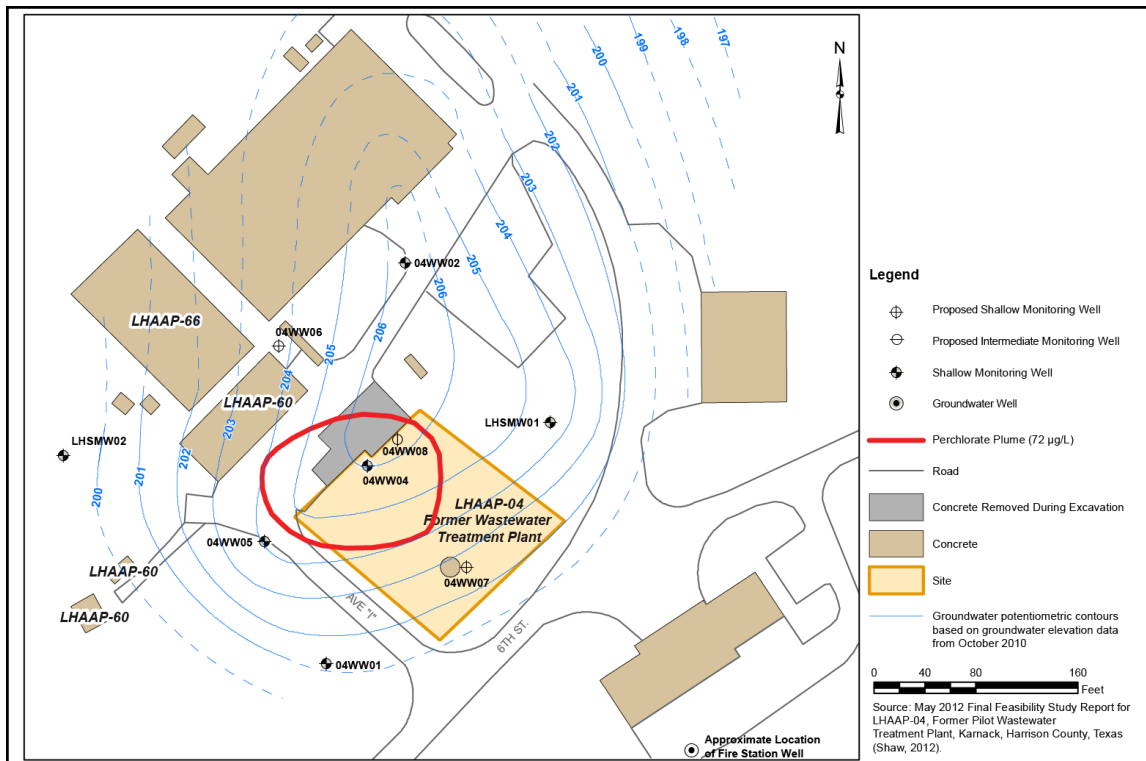 200
199
198
197
201
202
203
204
205
206
N
04WW02
LHAAP-66
04WW06
206
205
204
LHAAP-60
203
202
201
200
LHSMW02
LHSMW01
04WW08
04WW04
LHAAP-04
Former Wastewater
Treatment Plant
04WW05
04WW07
LHAAP-60
LHAAP-60
AVE "I"
6TH ST.
04WW01
Approximate Location
of Fire Station Well
Legend
Proposed Shallow Monitoring Well
Proposed Intermediate Monitoring Well
Shallow Monitoring Well
Groundwater Well
Perchlorate Plume (72 µg/L)
Road
Concrete Removed During Excavation
Concrete
Site
Groundwater potentiometric contours
based on groundwater elevation data
from October 2010
0 40 80 160
Feet
Source: May 2012 Final Feasibility Study Report for
LHAAP-04, Former Pilot Wastewater
Treatment Plant, Karnack, Harrison County, Texas
(Shaw, 2012).